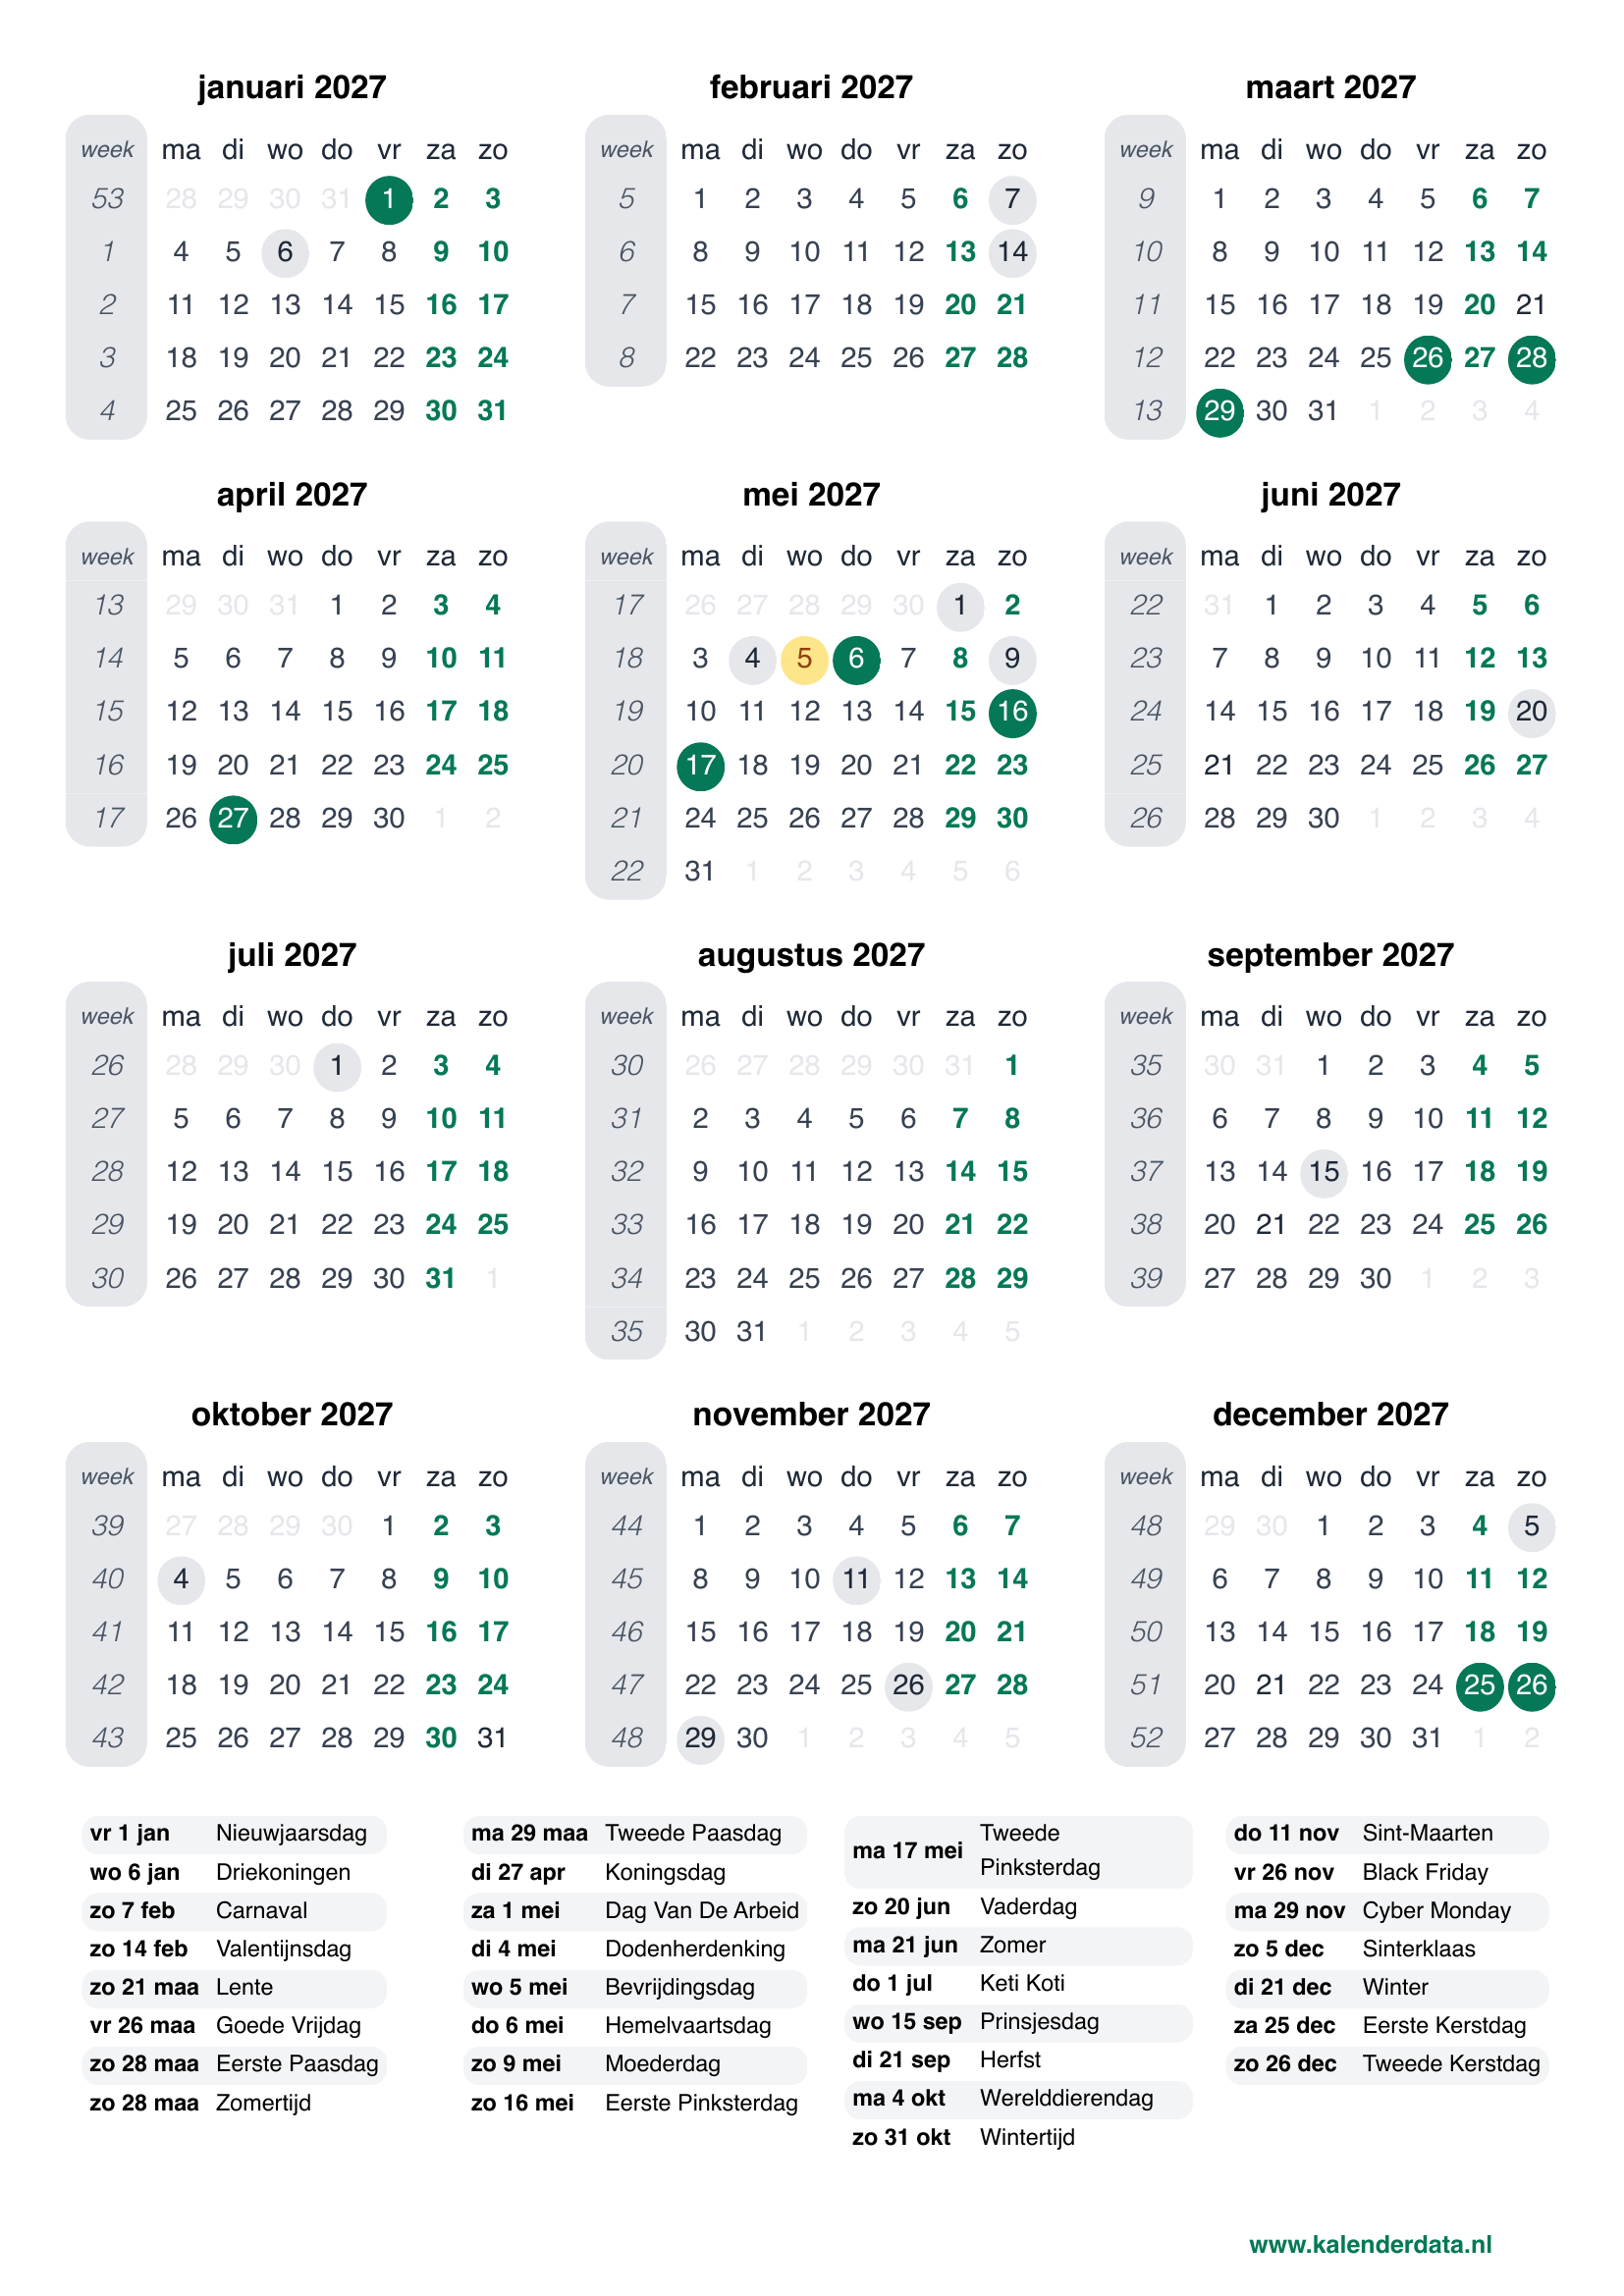 januari 2027 februari 2027 maart 2027
week ma di wo do vr za zo week ma di wo do vr za zo week ma di wo do vr za zo
53 28 29 30 31 1 2 3 5 1 2 3 4 5 6 7 9 1 2 3 4 5 6 7
1 4 5 6 7 8 9 10 6 8 9 10 11 12 13 14 10 8 9 10 11 12 13 14
2 11 12 13 14 15 16 17 7 15 16 17 18 19 20 21 11 15 16 17 18 19 20 21
3 18 19 20 21 22 23 24 8 22 23 24 25 26 27 28 12 22 23 24 25 26 27 28
4 25 26 27 28 29 30 31 13 29 30 31 1 2 3 4
april 2027 mei 2027 juni 2027
week ma di wo do vr za zo week ma di wo do vr za zo week ma di wo do vr za zo
13 29 30 31 1 2 3 4 17 26 27 28 29 30 1 2 22 31 1 2 3 4 5 6
14 5 6 7 8 9 10 11 18 3 4 5 6 7 8 9 23 7 8 9 10 11 12 13
15 12 13 14 15 16 17 18 19 10 11 12 13 14 15 16 24 14 15 16 17 18 19 20
16 19 20 21 22 23 24 25 20 17 18 19 20 21 22 23 25 21 22 23 24 25 26 27
17 26 27 28 29 30 1 2 21 24 25 26 27 28 29 30 26 28 29 30 1 2 3 4
22 31 1 2 3 4 5 6
juli 2027 augustus 2027 september 2027
week ma di wo do vr za zo week ma di wo do vr za zo week ma di wo do vr za zo
26 28 29 30 1 2 3 4 30 26 27 28 29 30 31 1 35 30 31 1 2 3 4 5
27 5 6 7 8 9 10 11 31 2 3 4 5 6 7 8 36 6 7 8 9 10 11 12
28 12 13 14 15 16 17 18 32 9 10 11 12 13 14 15 37 13 14 15 16 17 18 19
29 19 20 21 22 23 24 25 33 16 17 18 19 20 21 22 38 20 21 22 23 24 25 26
30 26 27 28 29 30 31 1 34 23 24 25 26 27 28 29 39 27 28 29 30 1 2 3
35 30 31 1 2 3 4 5
oktober 2027 november 2027 december 2027
week ma di wo do vr za zo week ma di wo do vr za zo week ma di wo do vr za zo
39 27 28 29 30 1 2 3 44 1 2 3 4 5 6 7 48 29 30 1 2 3 4 5
40 4 5 6 7 8 9 10 45 8 9 10 11 12 13 14 49 6 7 8 9 10 11 12
41 11 12 13 14 15 16 17 46 15 16 17 18 19 20 21 50 13 14 15 16 17 18 19
42 18 19 20 21 22 23 24 47 22 23 24 25 26 27 28 51 20 21 22 23 24 25 26
43 25 26 27 28 29 30 31 48 29 30 1 2 3 4 5 52 27 28 29 30 31 1 2
vr 1 jan Nieuwjaarsdag
wo 6 jan Driekoningen
zo 7 feb Carnaval
zo 14 feb Valentijnsdag
zo 21 maa Lente
vr 26 maa Goede Vrijdag
zo 28 maa Eerste Paasdag
zo 28 maa Zomertijd
ma 29 maa Tweede Paasdag
di 27 apr Koningsdag
za 1 mei Dag Van De Arbeid
di 4 mei Dodenherdenking
wo 5 mei Bevrijdingsdag
do 6 mei Hemelvaartsdag
zo 9 mei Moederdag
zo 16 mei Eerste Pinksterdag
ma 17 mei Tweede
Pinksterdag
zo 20 jun Vaderdag
ma 21 jun Zomer
do 1 jul Keti Koti
wo 15 sep Prinsjesdag
di 21 sep Herfst
ma 4 okt Werelddierendag
zo 31 okt Wintertijd
do 11 nov Sint-Maarten
vr 26 nov Black Friday
ma 29 nov Cyber Monday
zo 5 dec Sinterklaas
di 21 dec Winter
za 25 dec Eerste Kerstdag
zo 26 dec Tweede Kerstdag
www.kalenderdata.nl